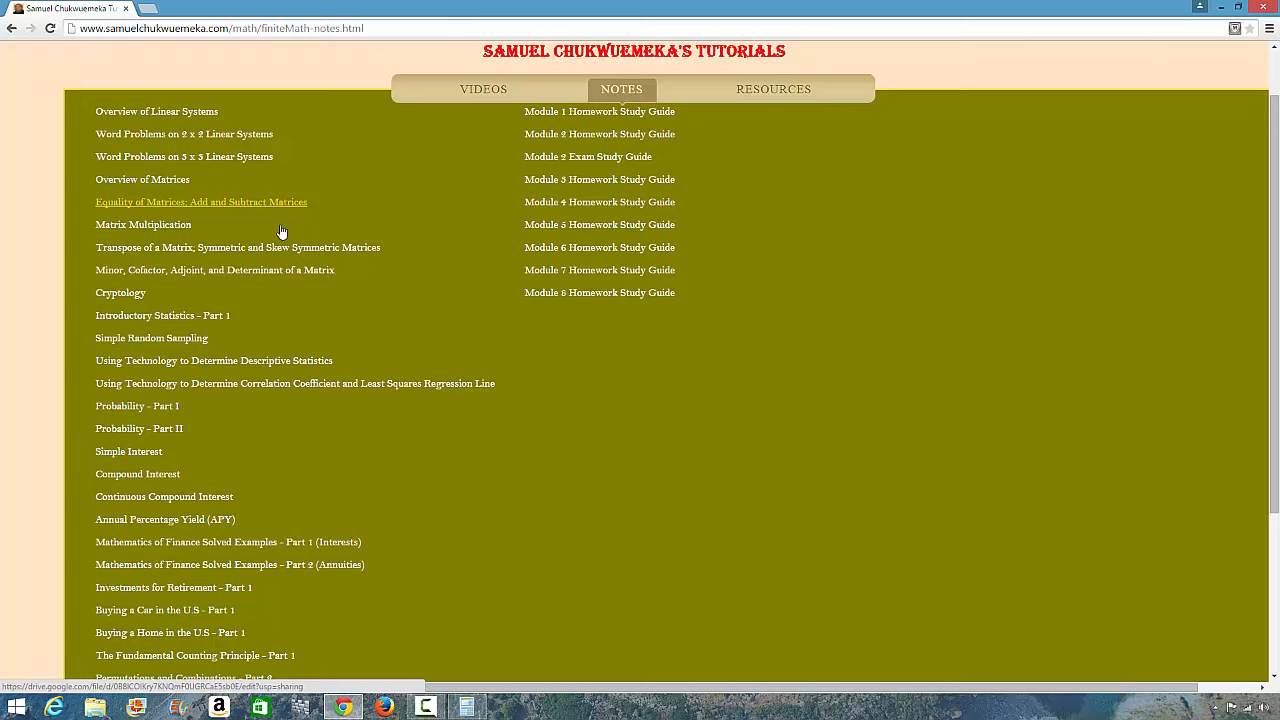 Samuel Chukwuemeka Tu
www.samuelchukwuemeka.com/math/finiteMath-notes.html
SAMUEL CHUKWUEMEKA'S TUTORIALS
VIDEOS
NOTES
RESOURCES
Overview of Linear Systems
Word Problems on 2 x 2 Linear Systems
Word Problems on 3 x 3 Linear Systems
Overview of Matrices
Equality of Matrices; Add and Subtract Matrices
Matrix Multiplication
Transpose of a Matrix; Symmetric and Skew Symmetric Matrices
Minor, Cofactor, Adjoint, and Determinant of a Matrix
Cryptology
Introductory Statistics - Part 1
Simple Random Sampling
Using Technology to Determine Descriptive Statistics
Using Technology to Determine Correlation Coefficient and Least Squares Regression Line
Probability - Part I
Probability - Part II
Simple Interest
Compound Interest
Continuous Compound Interest
Annual Percentage Yield (APY)
Mathematics of Finance Solved Examples - Part 1 (Interests)
Mathematics of Finance Solved Examples - Part 2 (Annuities)
Investments for Retirement - Part 1
Buying a Car in the U.S - Part 1
Buying a Home in the U.S - Part 1
The Fundamental Counting Principle - Part 1
Permutations and Combinations - Part 2
Module 1 Homework Study Guide
Module 2 Homework Study Guide
Module 2 Exam Study Guide
Module 3 Homework Study Guide
Module 4 Homework Study Guide
Module 5 Homework Study Guide
Module 6 Homework Study Guide
Module 7 Homework Study Guide
Module 8 Homework Study Guide